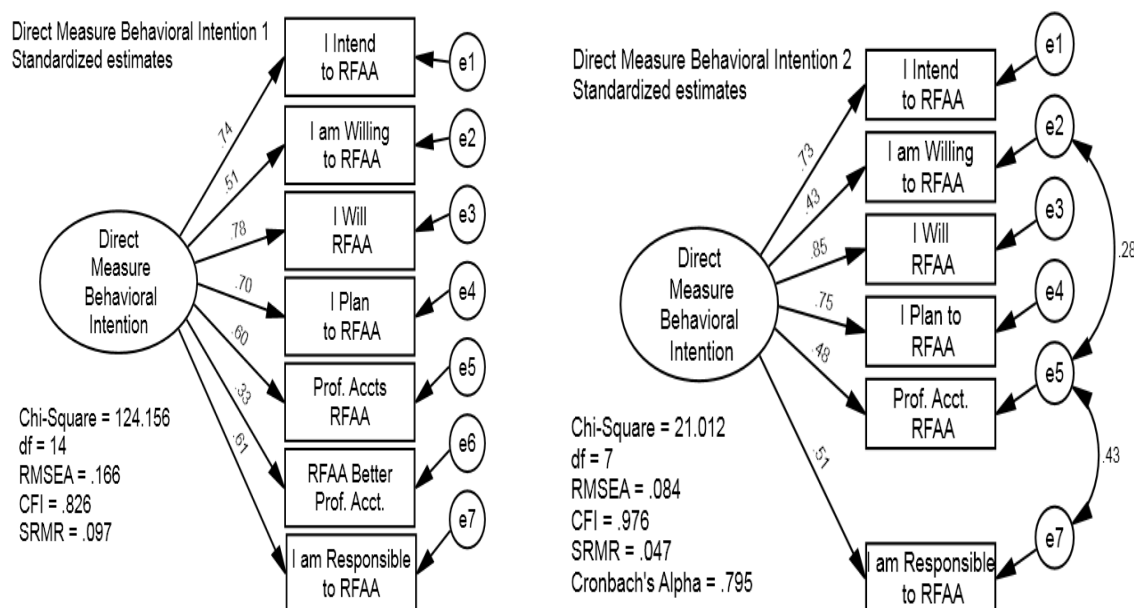 Direct Measure Behavioral Intention 1
Standardized estimates
I Intend
to RFAA
e1
.74
I am Willing
to RFAA
e2
.51
I Will
RFAA
e3
.78
Direct
Measure
Behavioral
Intention
I Plan
to RFAA
e4
.70
Prof. Accts
RFAA
e5
.60
RFAA Better
Prof. Acct.
e6
.33
I am Responsible
to RFAA
e7
.61
Chi-Square = 124.156
df = 14
RMSEA = .166
CFI = .826
SRMR = .097
Direct Measure Behavioral Intention 2
Standardized estimates
I Intend
to RFAA
e1
.73
I am Willing
to RFAA
e2
.43
I Will
RFAA
e3
.85
Direct
Measure
Behavioral
Intention
I Plan to
RFAA
e4
.75
Prof. Acct.
RFAA
e5
.48
I am Responsible
to RFAA
e7
.51
.28
.43
Chi-Square = 21.012
df = 7
RMSEA = .084
CFI = .976
SRMR = .047
Cronbach's Alpha = .795